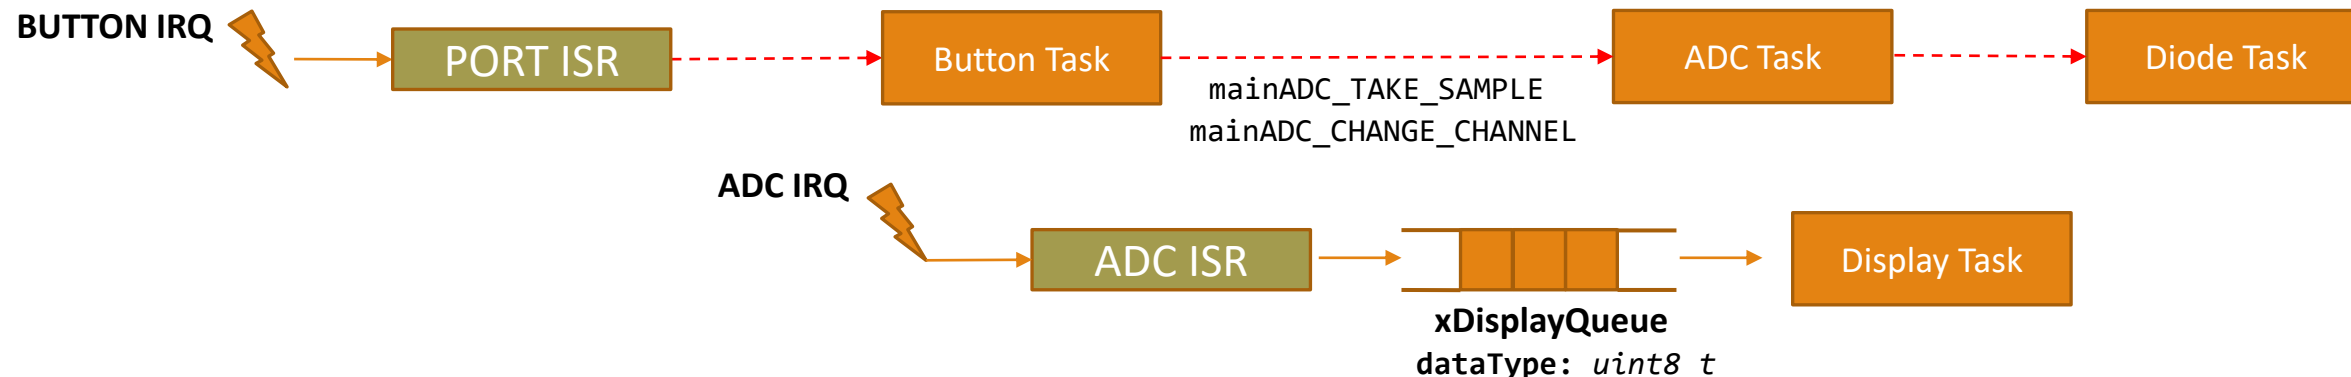 BUTTON IRQ
PORT ISR
Button Task
mainADC_TAKE_SAMPLE
mainADC_CHANGE_CHANNEL
ADC Task
Diode Task
ADC IRQ
ADC ISR
xDisplayQueue
dataType: uint8 t
Display Task